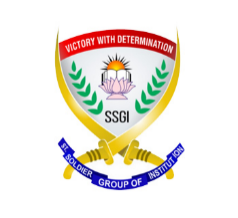 VICTORY WITH DETERMINATION
SSGI
ST. SOLDIER GROUP OF INSTITUTION